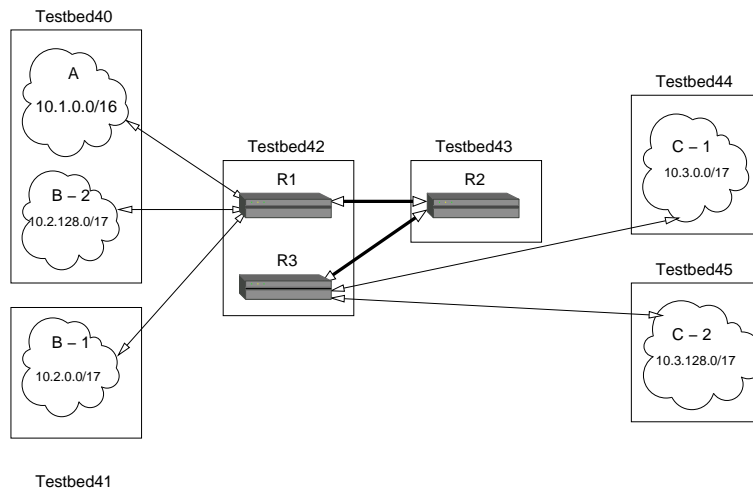 Testbed40
A
10.1.0.0/16
B – 2
10.2.128.0/17
B – 1
10.2.0.0/17
Testbed41
Testbed42
R1
R3
Testbed43
R2
Testbed44
C – 1
10.3.0.0/17
Testbed45
C – 2
10.3.128.0/17